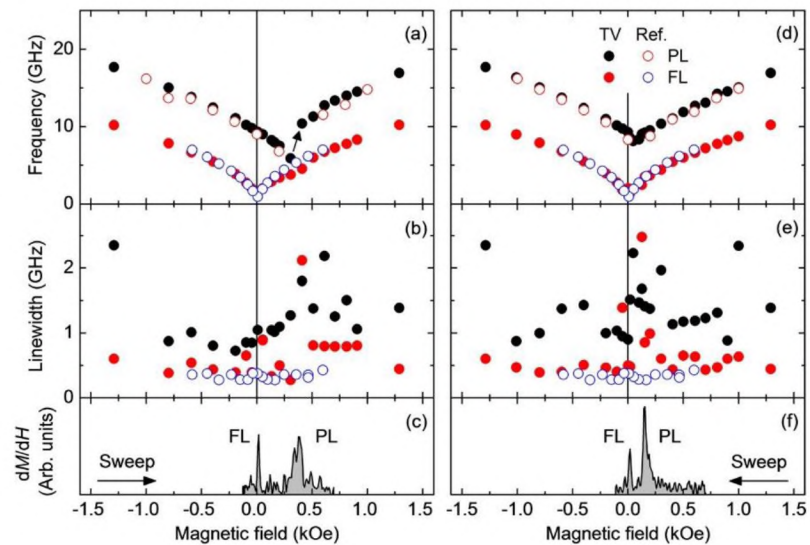 (a)
(d)
TV Ref.
PL
FL
Frequency (GHz)
20
10
0
(b)
(e)
Linewidth (GHz)
2
1
0
(c)
(f)
FL PL
FL PL
dM/dH (Arb. units)
Sweep
Sweep
-1.5 -1.0 -0.5 0.0 0.5 1.0 1.5
-1.5 -1.0 -0.5 0.0 0.5 1.0 1.5
Magnetic field (kOe)
Magnetic field (kOe)